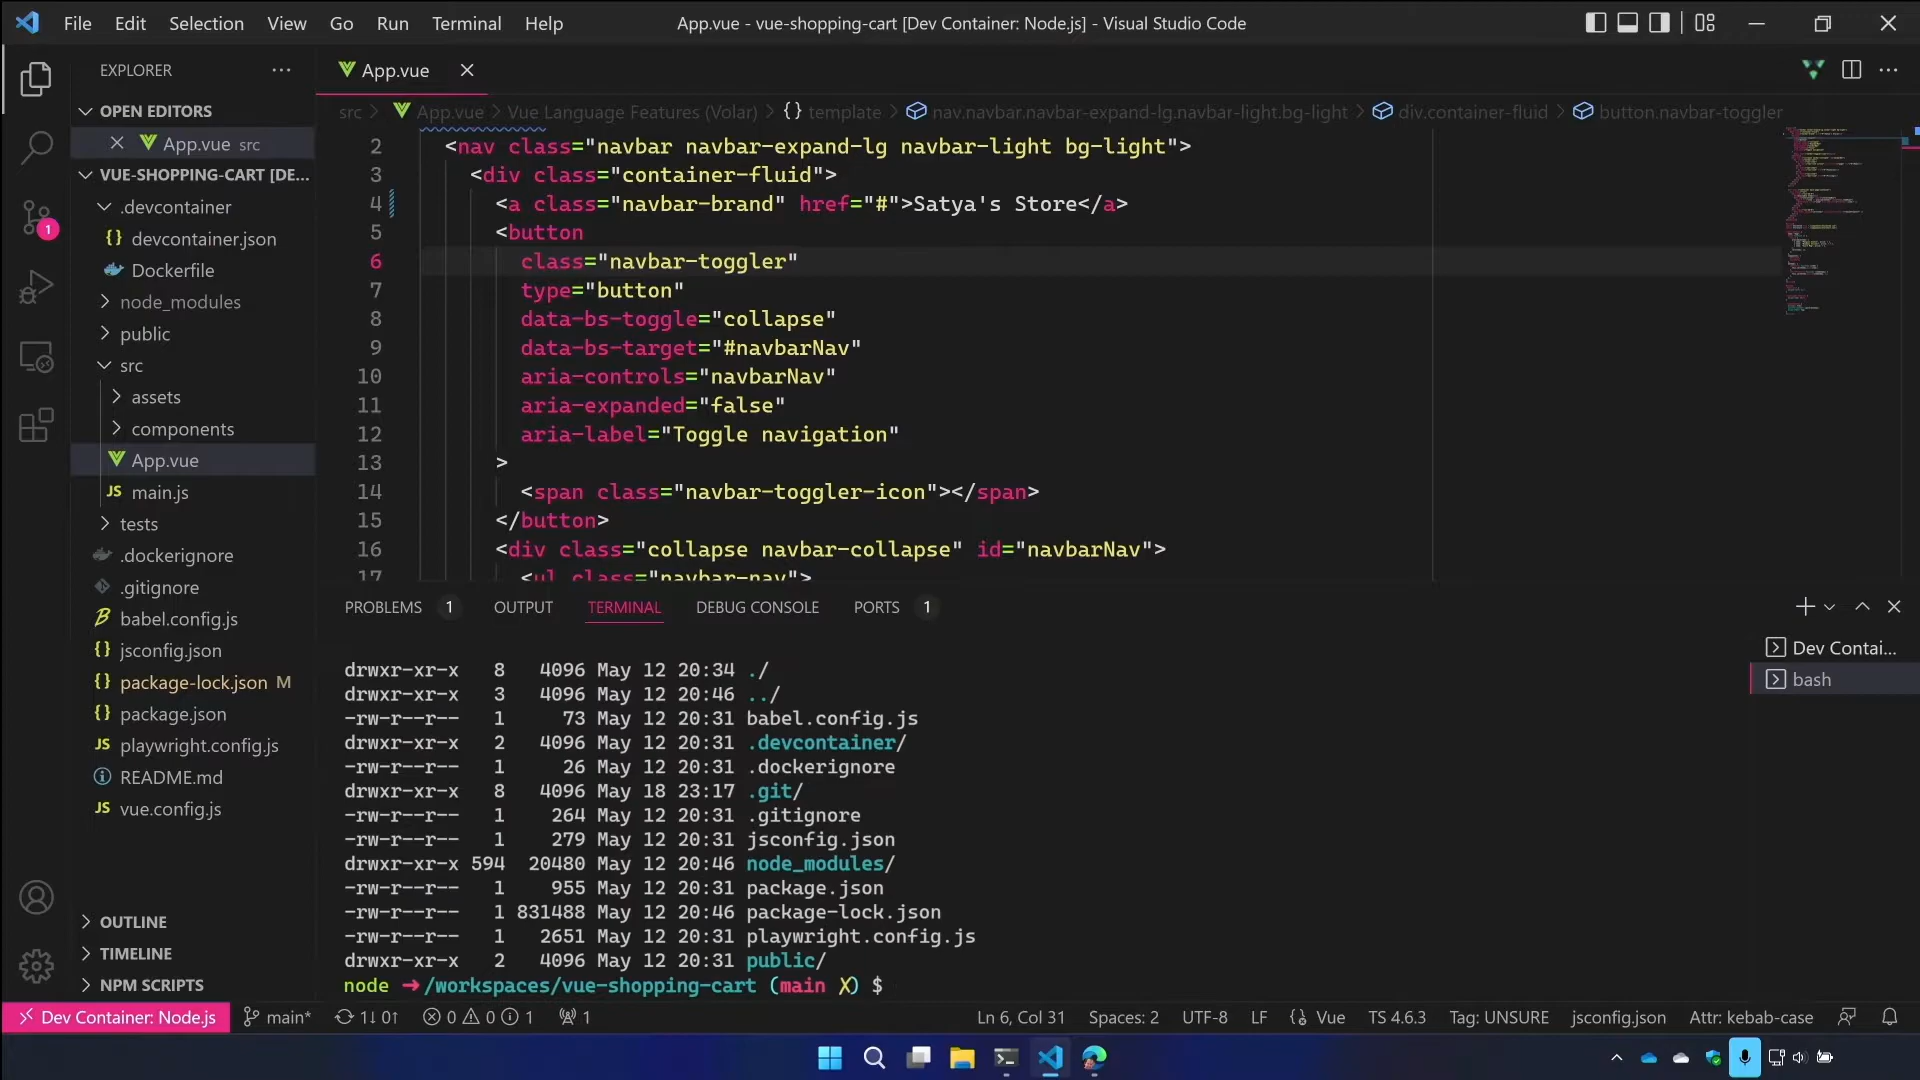 File Edit Selection View Go Run Terminal Help
App.vue - vue-shopping-cart [Dev Container: Node.js] - Visual Studio Code
EXPLORER
OPEN EDITORS
App.vue src
VUE-SHOPPING-CART [DE...
.devcontainer
{} devcontainer.json
Dockerfile
node_modules
public
src
assets
components
App.vue
JS main.js
tests
.dockerignore
.gitignore
babel.config.js
{} jsconfig.json
{} package-lock.json M
{} package.json
JS playwright.config.js
README.md
JS vue.config.js
OUTLINE
TIMELINE
NPM SCRIPTS
1
App.vue
src > App.vue > Vue Language Features (Volar) > {} template > nav.navbar.navbar-expand-lg.navbar-light.bg-light > div.container-fluid > button.navbar-toggler
2 <nav class="navbar navbar-expand-lg navbar-light bg-light">
3 <div class="container-fluid">
4 <a class="navbar-brand" href="#">Satya's Store</a>
5 <button
6 class="navbar-toggler"
7 type="button"
8 data-bs-toggle="collapse"
9 data-bs-target="#navbarNav"
10 aria-controls="navbarNav"
11 aria-expanded="false"
12 aria-label="Toggle navigation"
13 >
14 <span class="navbar-toggler-icon"></span>
15 </button>
16 <div class="collapse navbar-collapse" id="navbarNav">
17 <ul class="navbar-nav">
PROBLEMS 1 OUTPUT TERMINAL DEBUG CONSOLE PORTS 1
drwxr-xr-x 8 4096 May 12 20:34 ./
drwxr-xr-x 3 4096 May 12 20:46 ../
-rw-r--r-- 1 73 May 12 20:31 babel.config.js
drwxr-xr-x 2 4096 May 12 20:31 .devcontainer/
-rw-r--r-- 1 26 May 12 20:31 .dockerignore
drwxr-xr-x 8 4096 May 18 23:17 .git/
-rw-r--r-- 1 264 May 12 20:31 .gitignore
-rw-r--r-- 1 279 May 12 20:31 jsconfig.json
drwxr-xr-x 594 20480 May 12 20:46 node_modules/
-rw-r--r-- 1 955 May 12 20:31 package.json
-rw-r--r-- 1 831488 May 12 20:46 package-lock.json
-rw-r--r-- 1 2651 May 12 20:31 playwright.config.js
drwxr-xr-x 2 4096 May 12 20:31 public/
node ➜ /workspaces/vue-shopping-cart (main ✗) $
Dev Contai...
bash
Dev Container: Node.js main* 1↓ 0↑ 0 0 1 1 Ln 6, Col 31 Spaces: 2 UTF-8 LF Vue TS 4.6.3 Tag: UNSURE jsconfig.json Attr: kebab-case